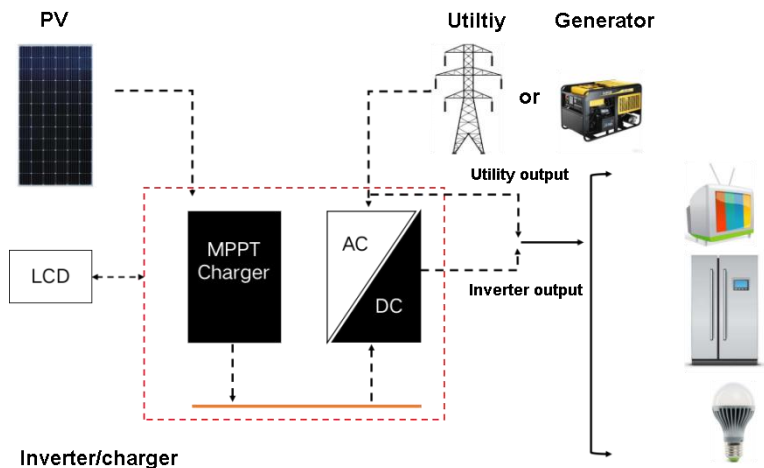 PV
Utiltiy
Generator
or
Utility output
MPPT
Charger
AC
DC
LCD
Inverter output
Inverter/charger